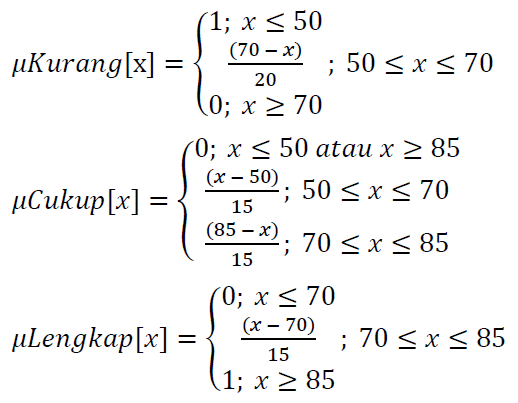 1; x ≤ 50
μKurang[x] = { (70 − x)/20 ; 50 ≤ x ≤ 70
0; x ≥ 70
0; x ≤ 50 atau x ≥ 85
μCukup[x] = { (x − 50)/15; 50 ≤ x ≤ 70
(85 − x)/15; 70 ≤ x ≤ 85
0; x ≤ 70
μLengkap[x] = { (x − 70)/15 ; 70 ≤ x ≤ 85
1; x ≥ 85